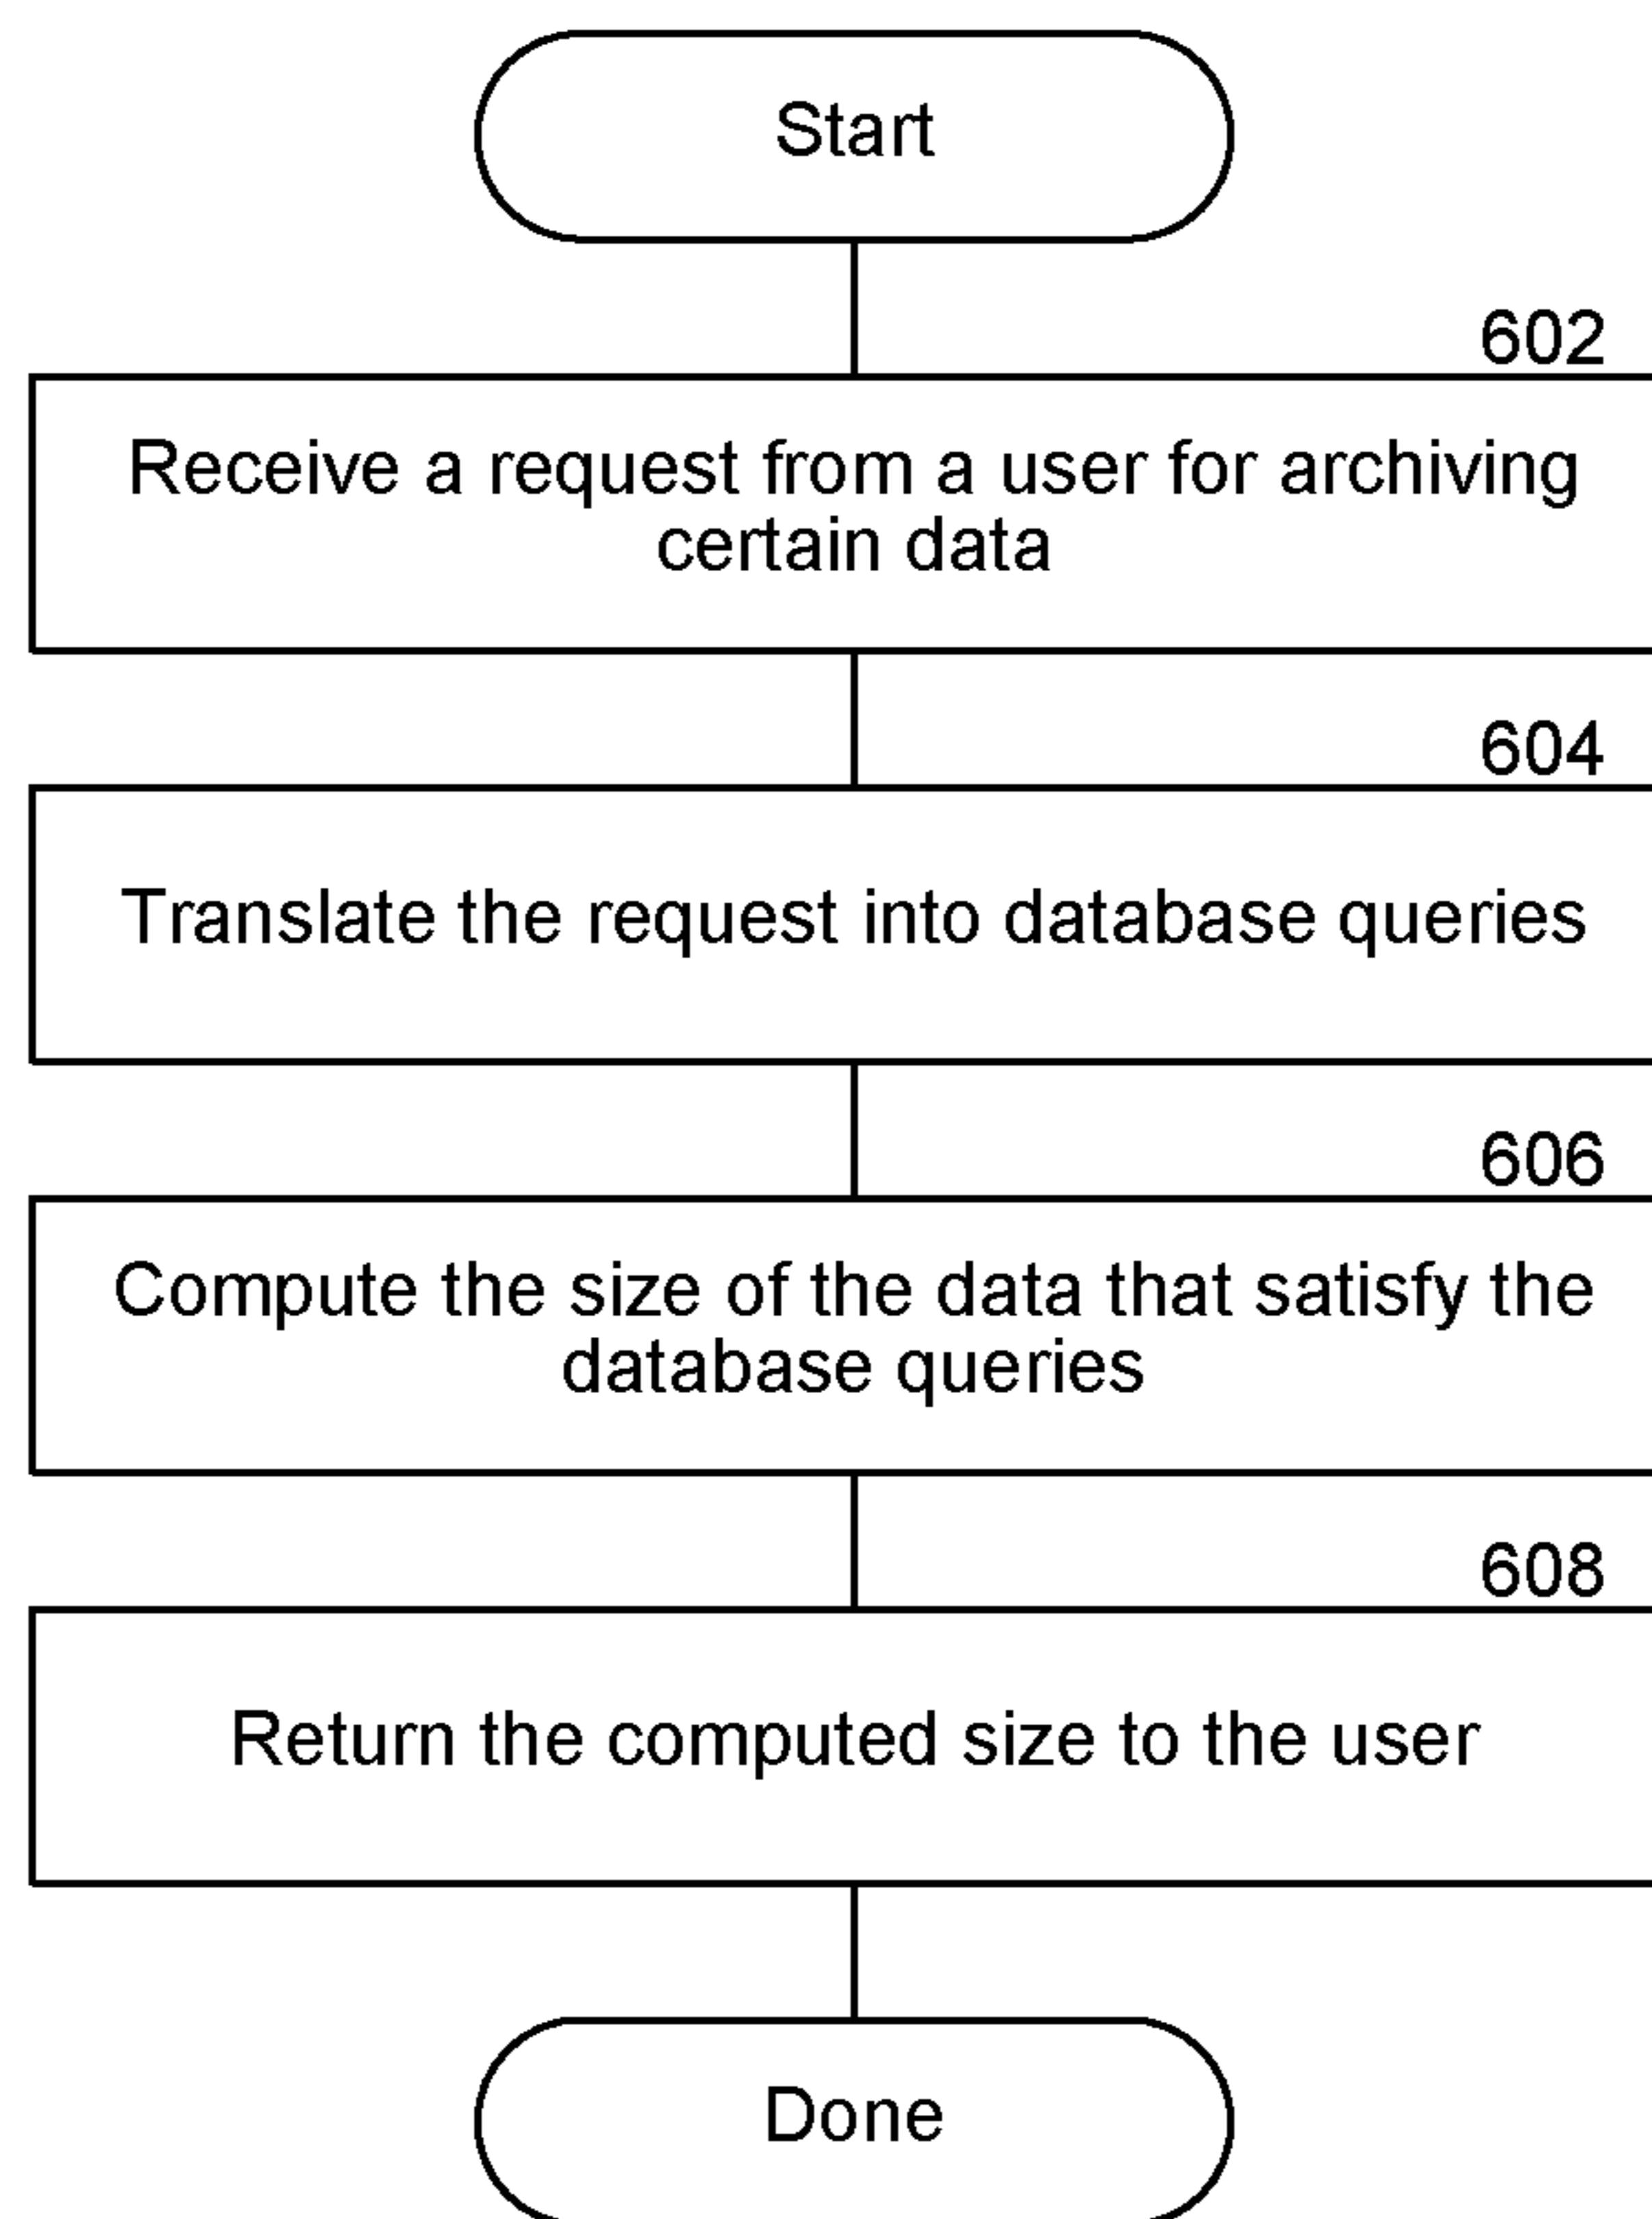 Start
602
Receive a request from a user for archiving
certain data
604
Translate the request into database queries
606
Compute the size of the data that satisfy the
database queries
608
Return the computed size to the user
Done